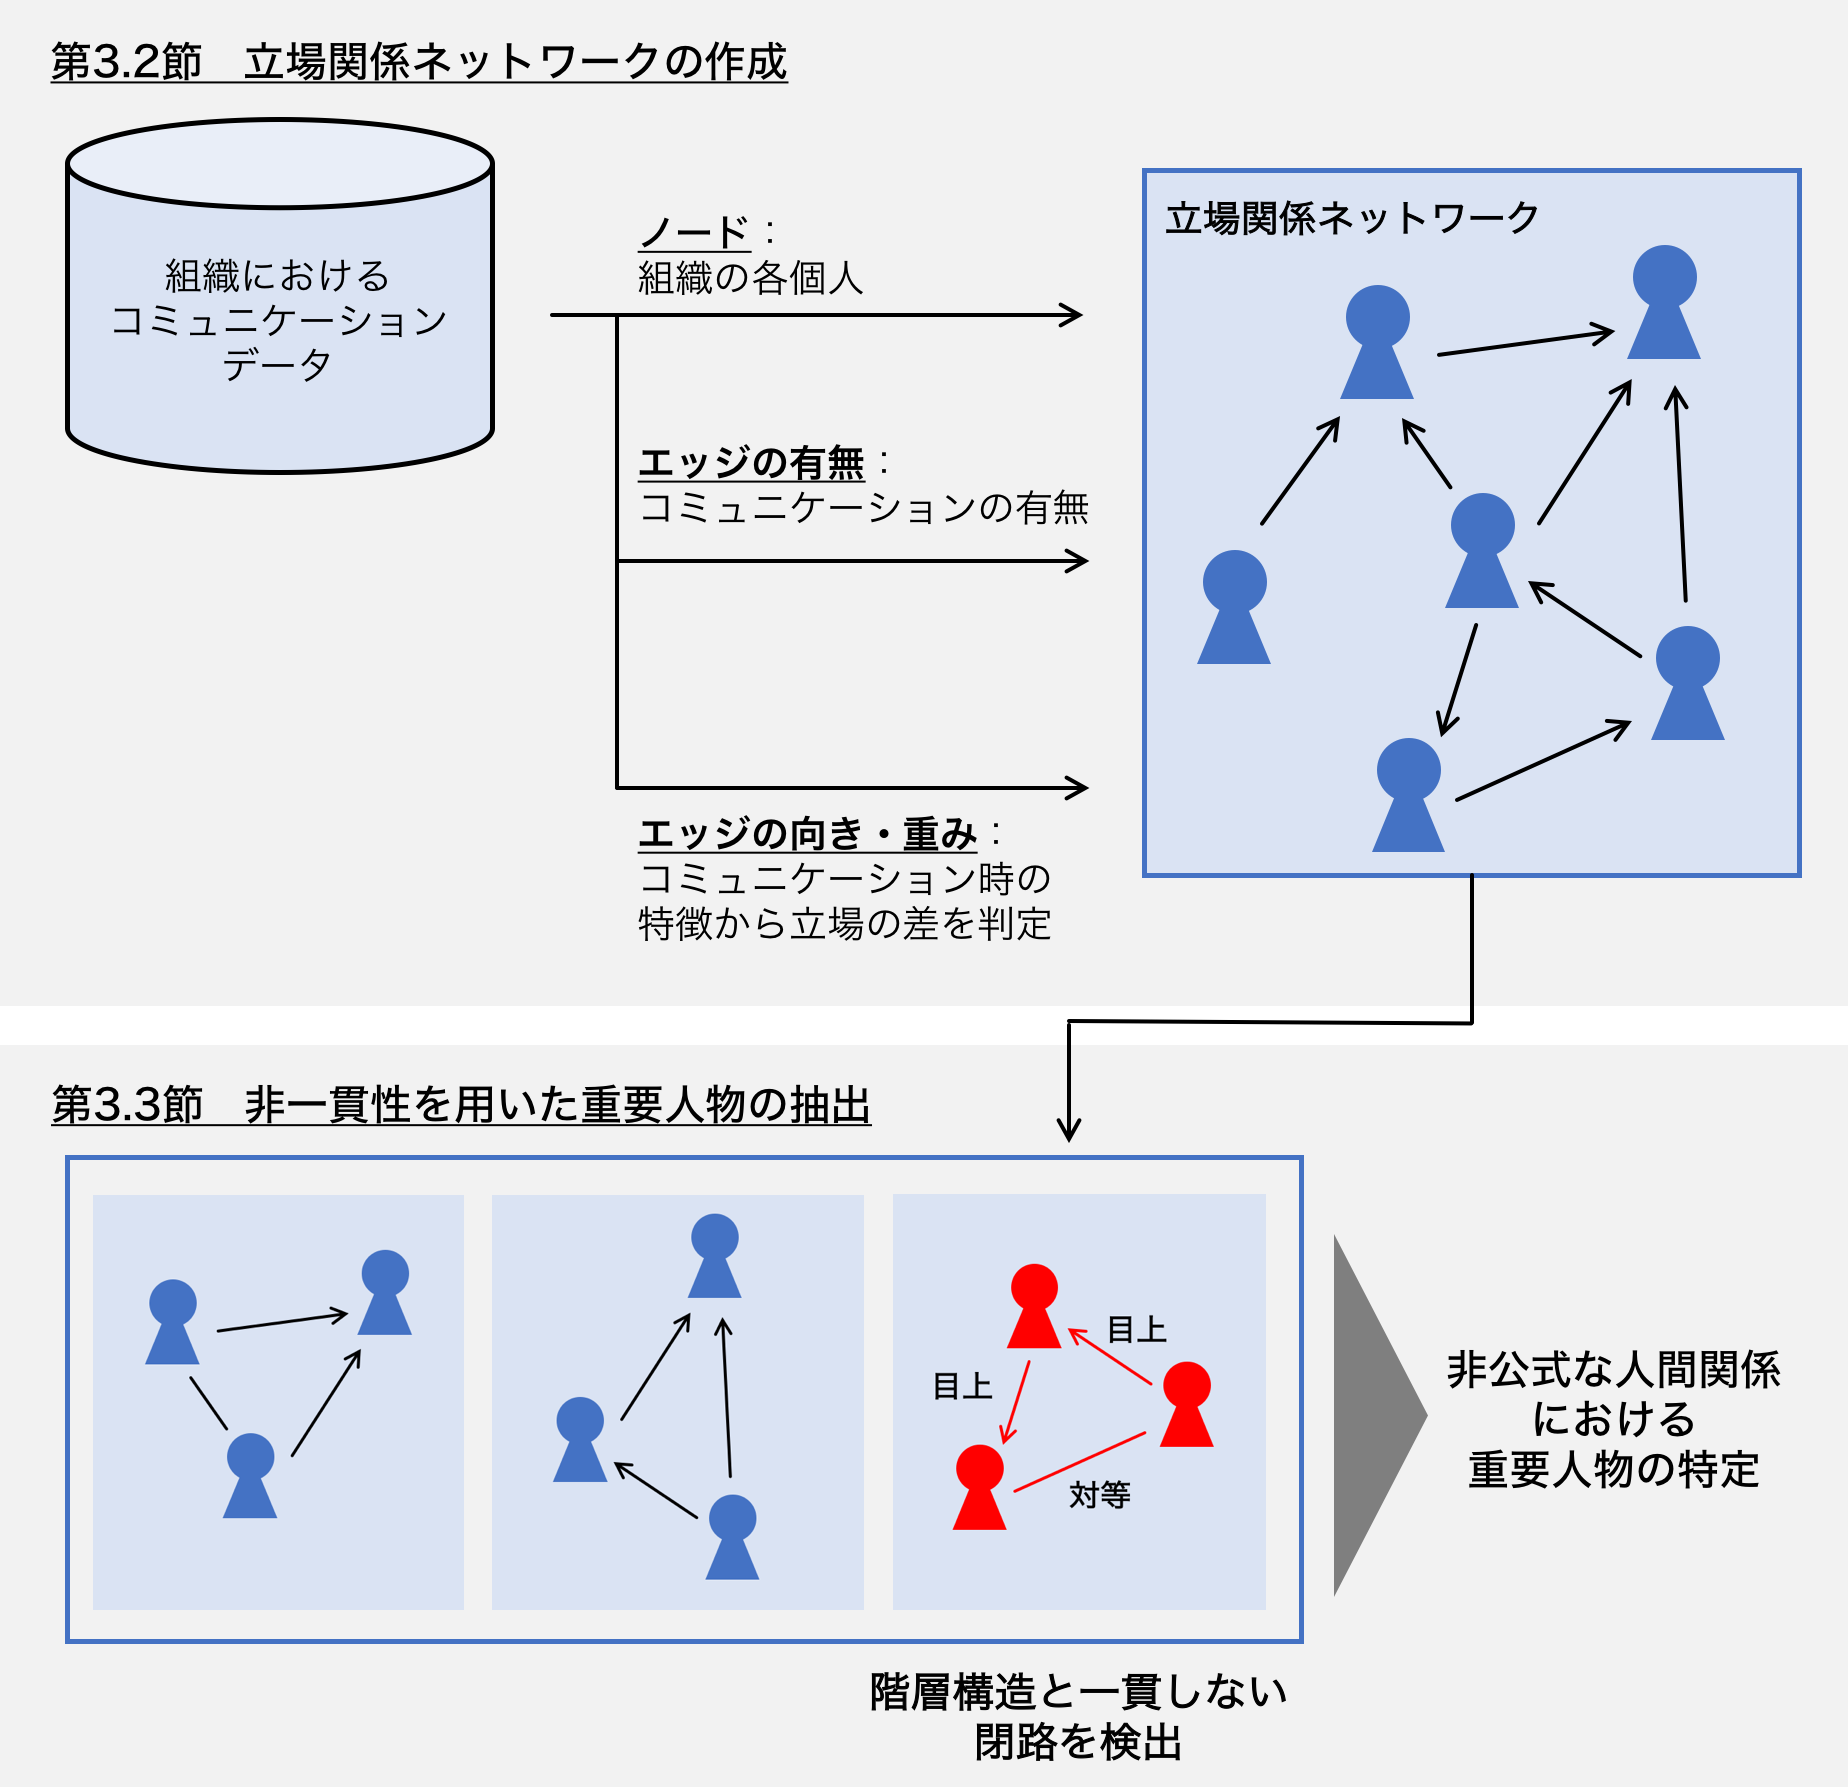 第3.2節　立場関係ネットワークの作成
組織における
コミュニケーション
データ
ノード：
組織の各個人
エッジの有無：
コミュニケーションの有無
エッジの向き・重み：
コミュニケーション時の
特徴から立場の差を判定
立場関係ネットワーク
第3.3節　非一貫性を用いた重要人物の抽出
目上
目上
対等
階層構造と一貫しない
閉路を検出
非公式な人間関係
における
重要人物の特定